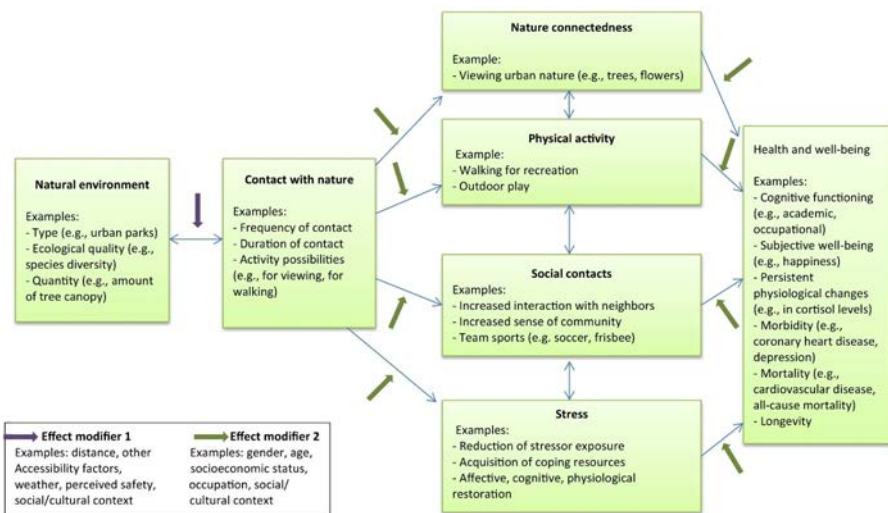 Nature connectedness
Example:
- Viewing urban nature (e.g., trees, flowers)
Physical activity
Example:
- Walking for recreation
- Outdoor play
Natural environment
Examples:
- Type (e.g., urban parks)
- Ecological quality (e.g.,
species diversity)
- Quantity (e.g., amount
of tree canopy)
Contact with nature
Examples:
- Frequency of contact
- Duration of contact
- Activity possibilities
(e.g., for viewing, for
walking)
Social contacts
Examples:
- Increased interaction with neighbors
- Increased sense of community
- Team sports (e.g. soccer, frisbee)
Stress
Examples:
- Reduction of stressor exposure
- Acquisition of coping resources
- Affective, cognitive, physiological
restoration
Health and well-being
Examples:
- Cognitive functioning
(e.g., academic,
occupational)
- Subjective well-being
(e.g., happiness)
- Persistent
physiological changes
(e.g., in cortisol levels)
- Morbidity (e.g.,
coronary heart disease,
depression)
- Mortality (e.g.,
cardiovascular disease,
all-cause mortality)
- Longevity
Effect modifier 1
Examples: distance, other
Accessibility factors,
weather, perceived safety,
social/cultural context
Effect modifier 2
Examples: gender, age,
socioeconomic status,
occupation, social/
cultural context